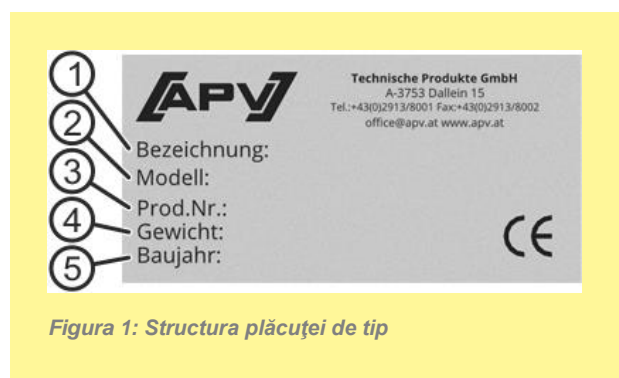 1
2
3
4
5
APV
Technische Produkte GmbH
A-3753 Dallein 15
Tel.:+43(0)2913/8001 Fax:+43(0)2913/8002
office@apv.at www.apv.at
Bezeichnung:
Modell:
Prod.Nr.:
Gewicht:
Baujahr:
CE
Figura 1: Structura plăcuţei de tip